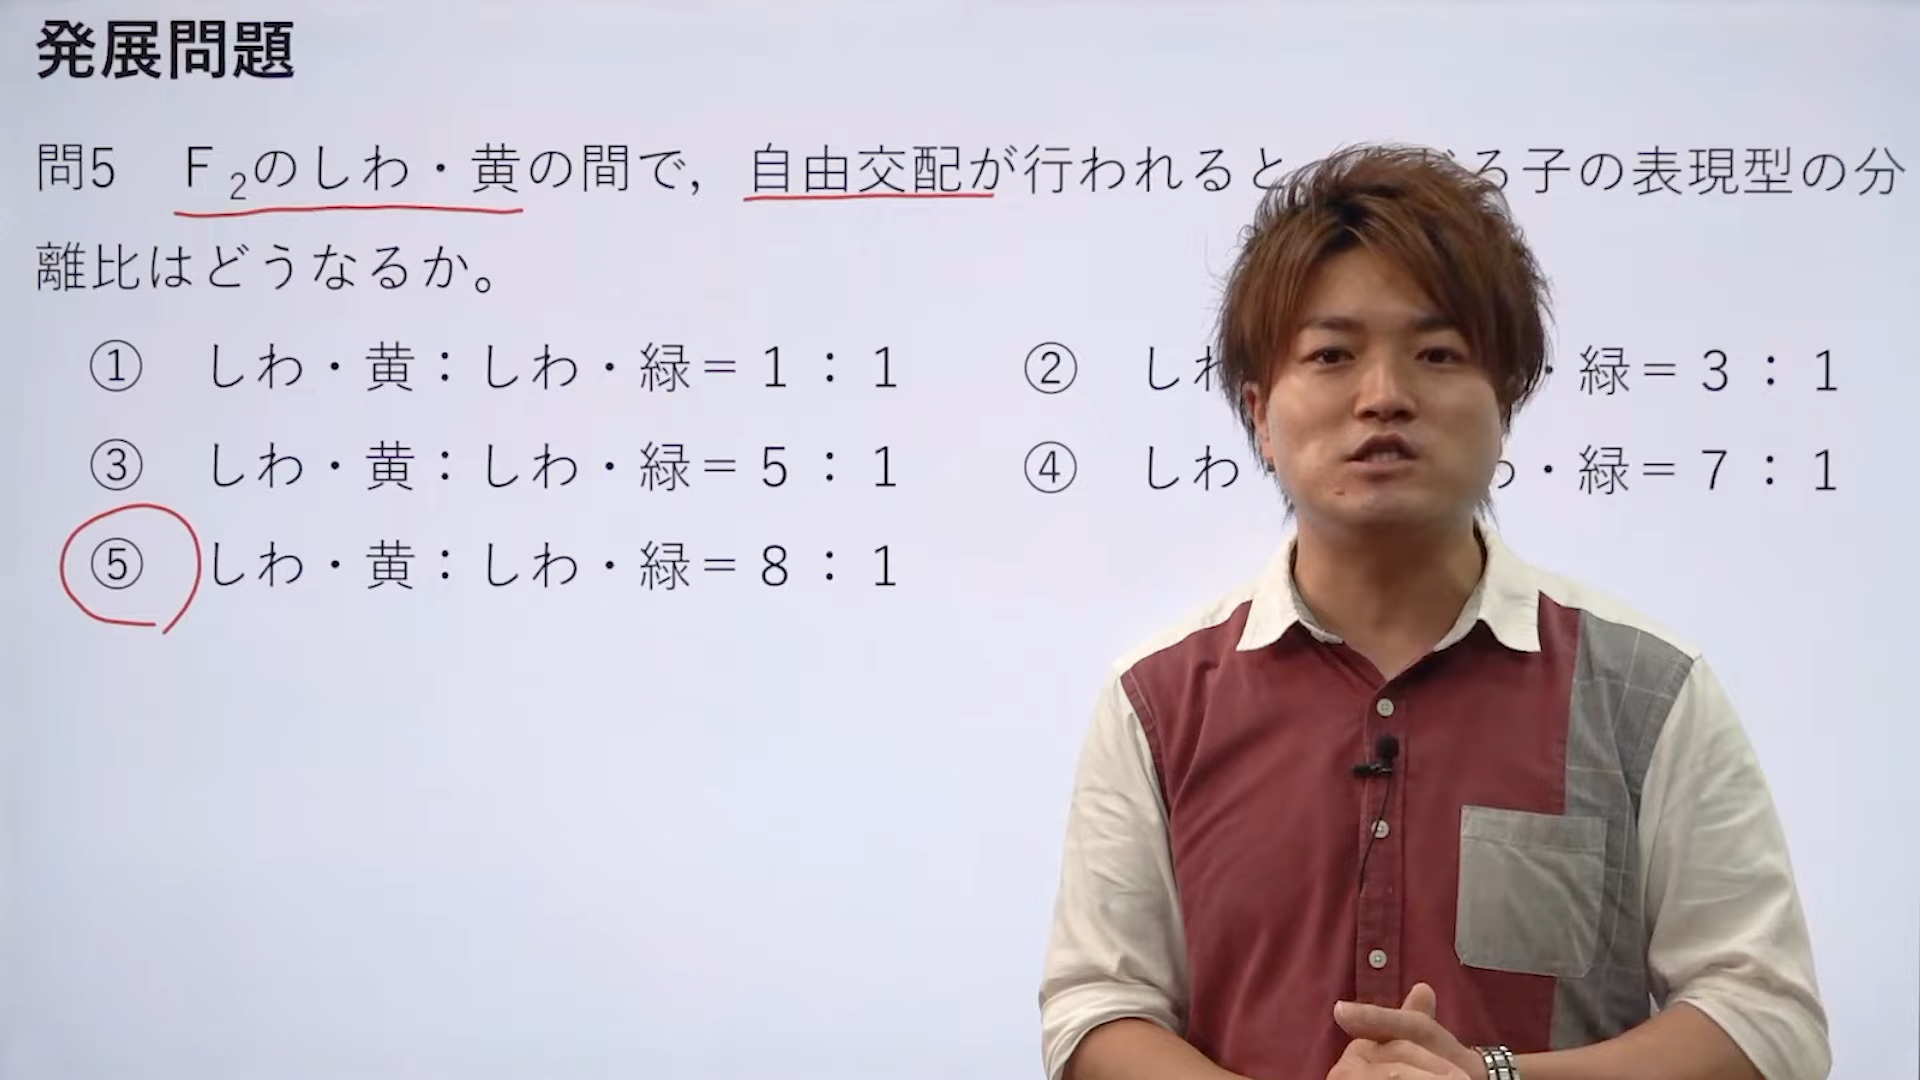 発展問題
問5 F₂のしわ・黄の間で，自由交配が行われると 子の表現型の分
離比はどうなるか。
① しわ・黄：しわ・緑＝１：１ ② しわ ・緑＝３：１
③ しわ・黄：しわ・緑＝５：１ ④ しわ わ・緑＝７：１
⑤ しわ・黄：しわ・緑＝８：１